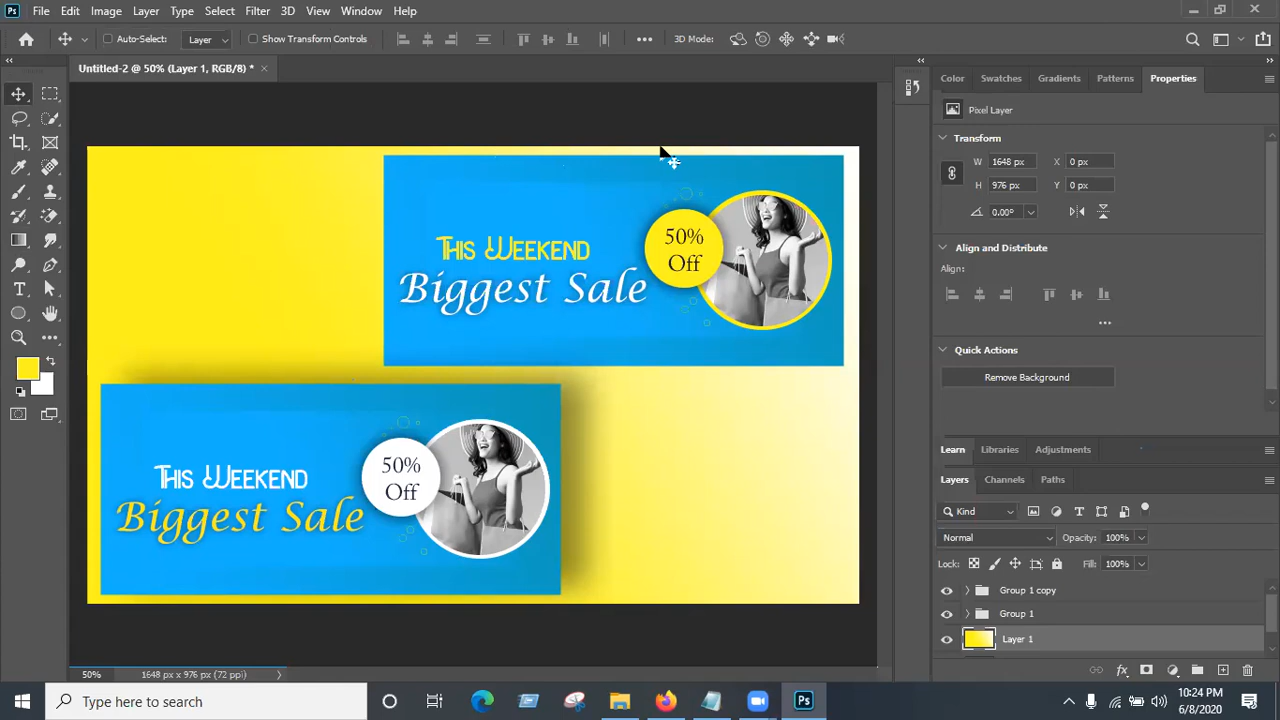 Ps File Edit Image Layer Type Select Filter 3D View Window Help
Auto-Select: Layer Show Transform Controls 3D Mode:
Untitled-2 @ 50% (Layer 1, RGB/8) *
Color Swatches Gradients Patterns Properties
Pixel Layer
Transform
W 1648 px X 0 px
H 976 px Y 0 px
0.00°
Align and Distribute
Align:
Quick Actions
Remove Background
Learn Libraries Adjustments
Layers Channels Paths
Kind
Normal Opacity: 100%
Lock: Fill: 100%
Group 1 copy
Group 1
Layer 1
This Weekend
Biggest Sale
50%
Off
This Weekend
Biggest Sale
50%
Off
50% 1648 px x 976 px (72 ppi)
Type here to search
Ps
10:24 PM
6/8/2020